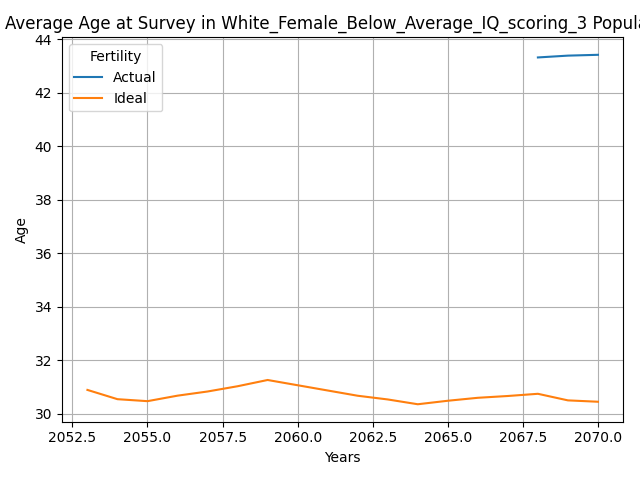 Average Age at Survey in White_Female_Below_Average_IQ_scoring_3
44
42
40
38
36
34
32
30
Age
Fertility
Actual
Ideal
2052.5 2055.0 2057.5 2060.0 2062.5 2065.0 2067.5 2070.0
Years